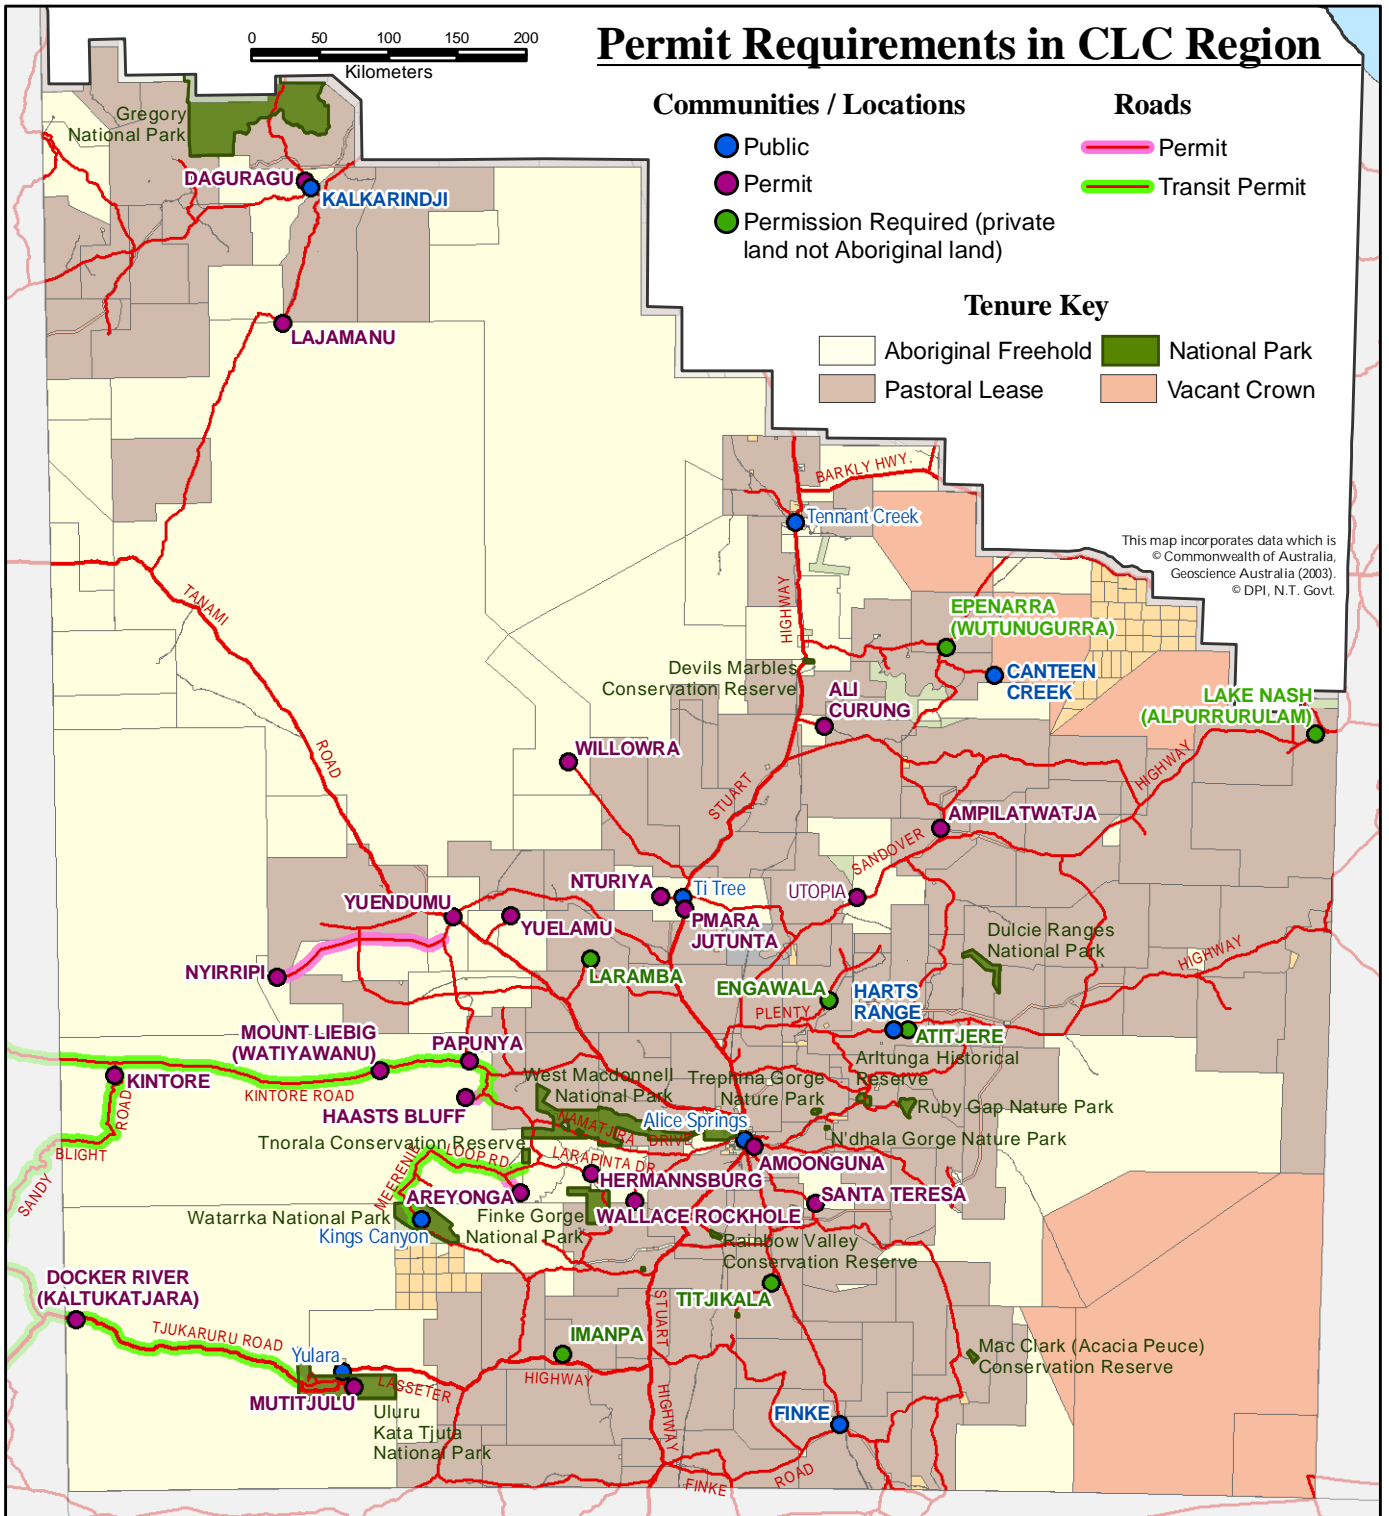 Permit Requirements in CLC Region
0
50
100
150
200
Kilometers
Communities / Locations
Public
Permit
Permission Required (private
land not Aboriginal land)
Roads
Permit
Transit Permit
Tenure Key
Aboriginal Freehold
National Park
Pastoral Lease
Vacant Crown
This map incorporates data which is
© Commonwealth of Australia,
Geoscience Australia (2003).
© DPI, N.T. Govt.
Gregory
National Park
DAGURAGU
KALKARINDJI
LAJAMANU
BARKLY HWY.
Tennant Creek
HIGHWAY
TANAMI
ROAD
EPENARRA
(WUTUNUGURRA)
Devils Marbles
Conservation Reserve
CANTEEN
CREEK
ALI
CURUNG
LAKE NASH
(ALPURRURULAM)
HIGHWAY
WILLOWRA
STUART
AMPILATWATJA
SANDOVER
NTURIYA
Ti Tree
UTOPIA
YUENDUMU
YUELAMU
PMARA
JUTUNTA
Dulcie Ranges
National Park
HIGHWAY
NYIRRIPI
LARAMBA
ENGAWALA
HARTS
RANGE
PLENTY
ATITJERE
MOUNT LIEBIG
(WATIYAWANU)
PAPUNYA
KINTORE
KINTORE ROAD
HAASTS BLUFF
West Macdonnell
National Park
Trephina Gorge
Nature Park
Arltunga Historical
Reserve
Ruby Gap Nature Park
ROAD
BLIGHT
SANDY
Tnorala Conservation Reserve
NAMATJIRA
DRIVE
Alice Springs
N'dhala Gorge Nature Park
AMOONGUNA
MEERENIE
LOOP RD.
LARAPINTA DR.
HERMANNSBURG
AREYONGA
SANTA TERESA
WALLACE ROCKHOLE
Watarrka National Park
Kings Canyon
Finke Gorge
National Park
Rainbow Valley
Conservation Reserve
DOCKER RIVER
(KALTUKATJARA)
TITJIKALA
TJUKARURU ROAD
STUART
IMANPA
Yulara
LASSETER
HIGHWAY
Mac Clark (Acacia Peuce)
Conservation Reserve
MUTITJULU
Uluru
Kata Tjuta
National Park
HIGHWAY
FINKE
FINKE
ROAD